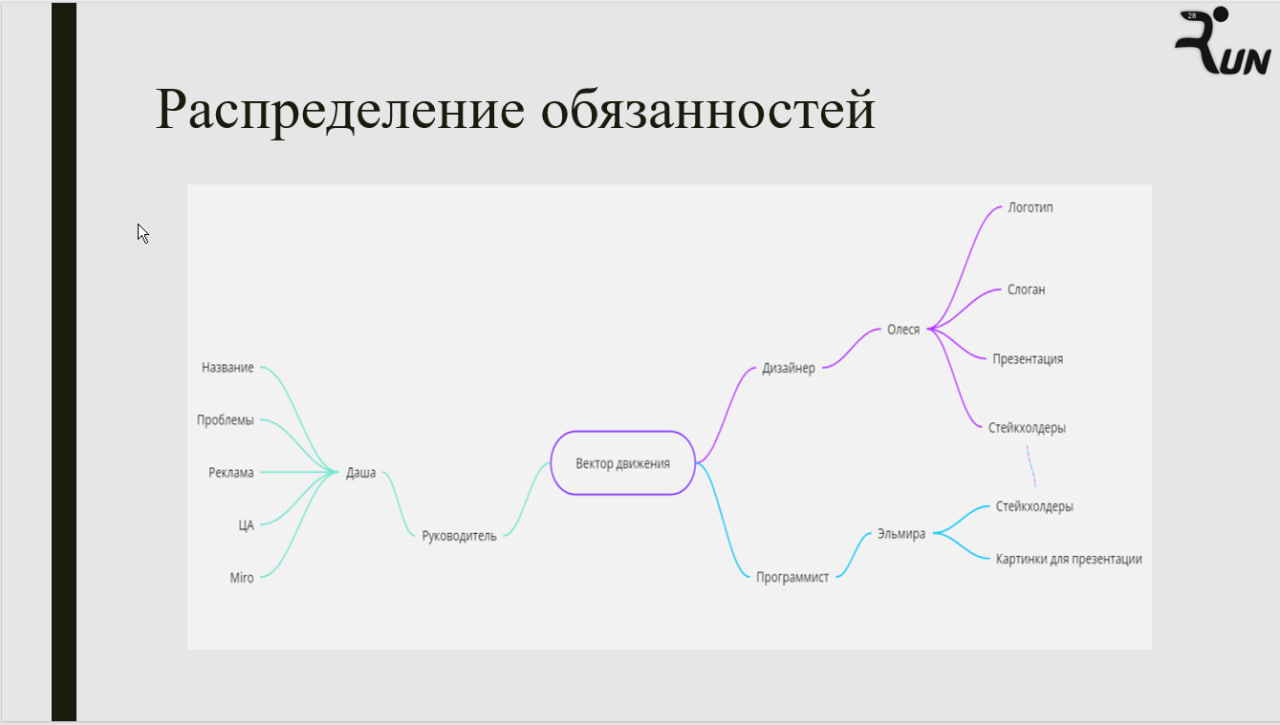 28
RUN
Распределение обязанностей
Логотип
Слоган
Олеся
Презентация
Дизайнер
Стейкхолдеры
Название
Проблемы
Реклама
ЦА
Miro
Даша
Руководитель
Вектор движения
Стейкхолдеры
Эльмира
Картинки для презентации
Программист